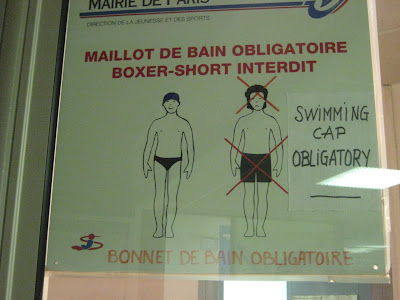 MAIRIE DE PARIS
DIRECTION DE LA JEUNESSE ET DES SPORTS
MAILLOT DE BAIN OBLIGATOIRE
BOXER-SHORT INTERDIT
SWIMMING
CAP
OBLIGATORY
BONNET DE BAIN OBLIGATOIRE